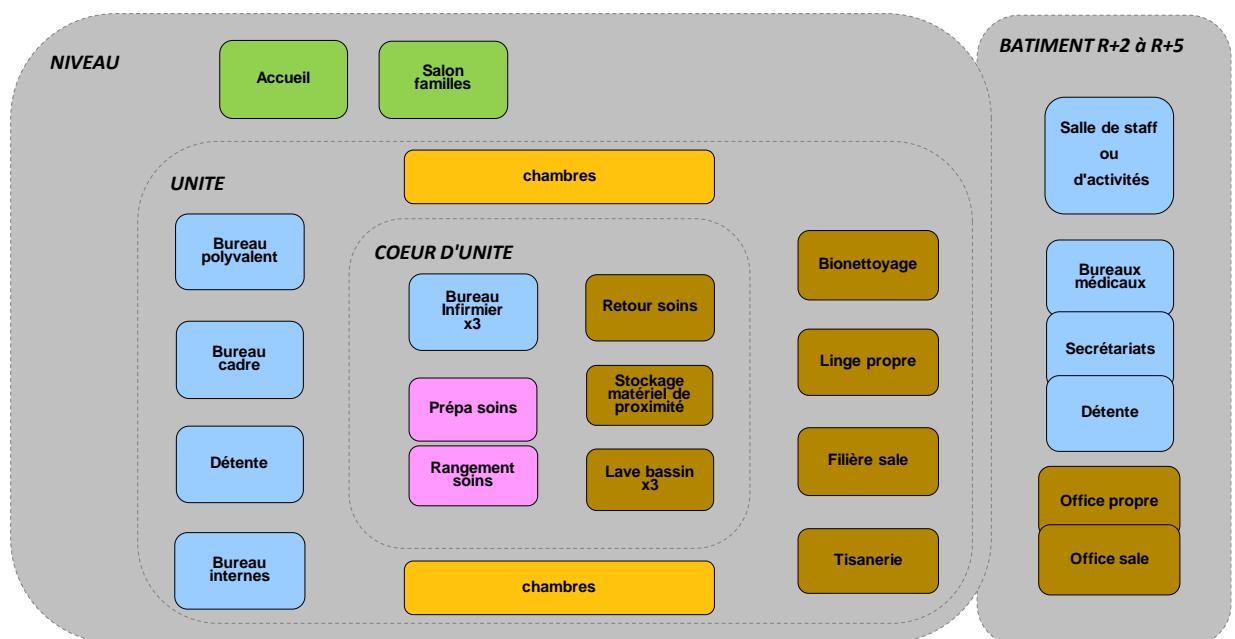 NIVEAU
Accueil
Salon
familles
UNITE
chambres
Bureau
polyvalent
Bureau
cadre
Détente
Bureau
internes
COEUR D'UNITE
Bureau
Infirmier
x3
Prépa soins
Rangement
soins
Retour soins
Stockage
matériel de
proximité
Lave bassin
x3
chambres
Bionettoyage
Linge propre
Filière sale
Tisanerie
BATIMENT R+2 à R+5
Salle de staff
ou
d'activités
Bureaux
médicaux
Secrétariats
Détente
Office propre
Office sale